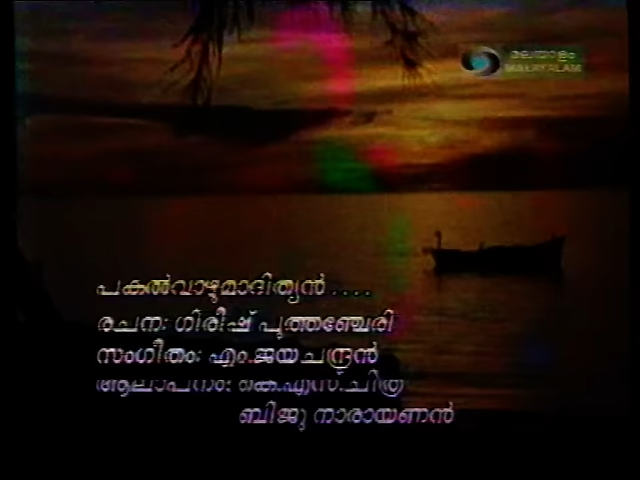 മലയാളം
MALAYALAM
പകൽവാഴുമാദിത്യൻ ....
രചന: ഗിരീഷ് പുത്തഞ്ചേരി
സംഗീതം: എം.ജയചന്ദ്രൻ
ആലാപനം: കെ.എസ്.ചിത്ര
ബിജു നാരായണൻ